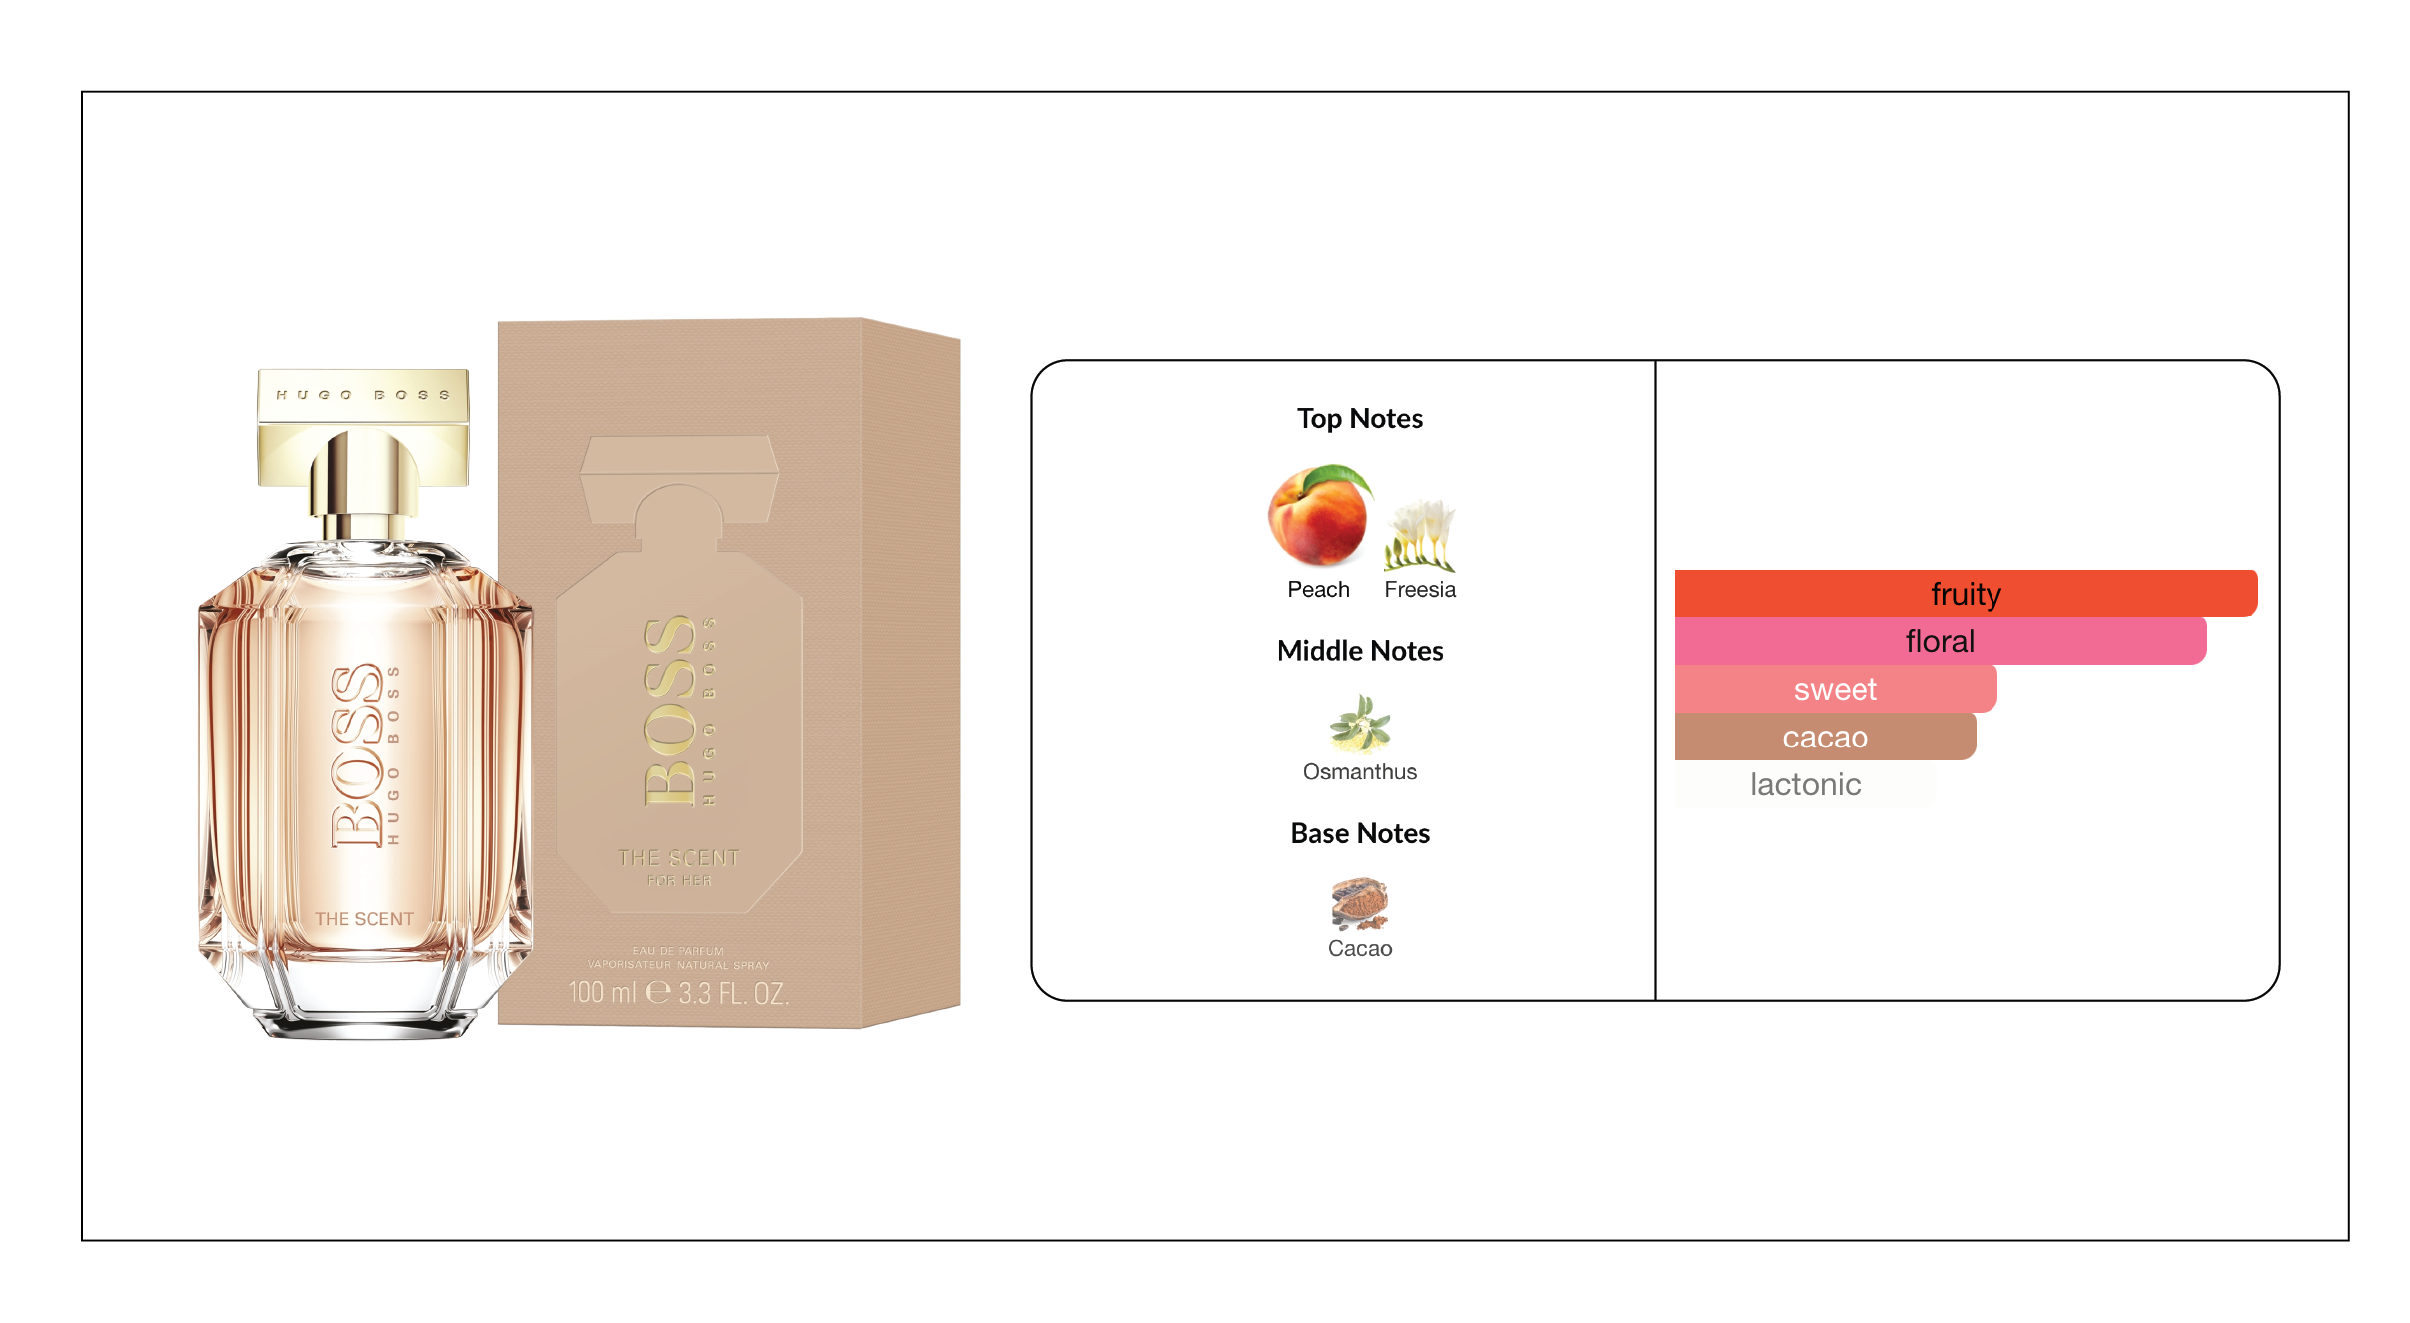 HUGO BOSS
BOSS
HUGO BOSS
THE SCENT
BOSS
HUGO BOSS
THE SCENT
FOR HER
EAU DE PARFUM
VAPORISATEUR NATURAL SPRAY
100 ml ℮ 3.3 FL. OZ.
Top Notes
Peach Freesia
Middle Notes
Osmanthus
Base Notes
Cacao
fruity
floral
sweet
cacao
lactonic